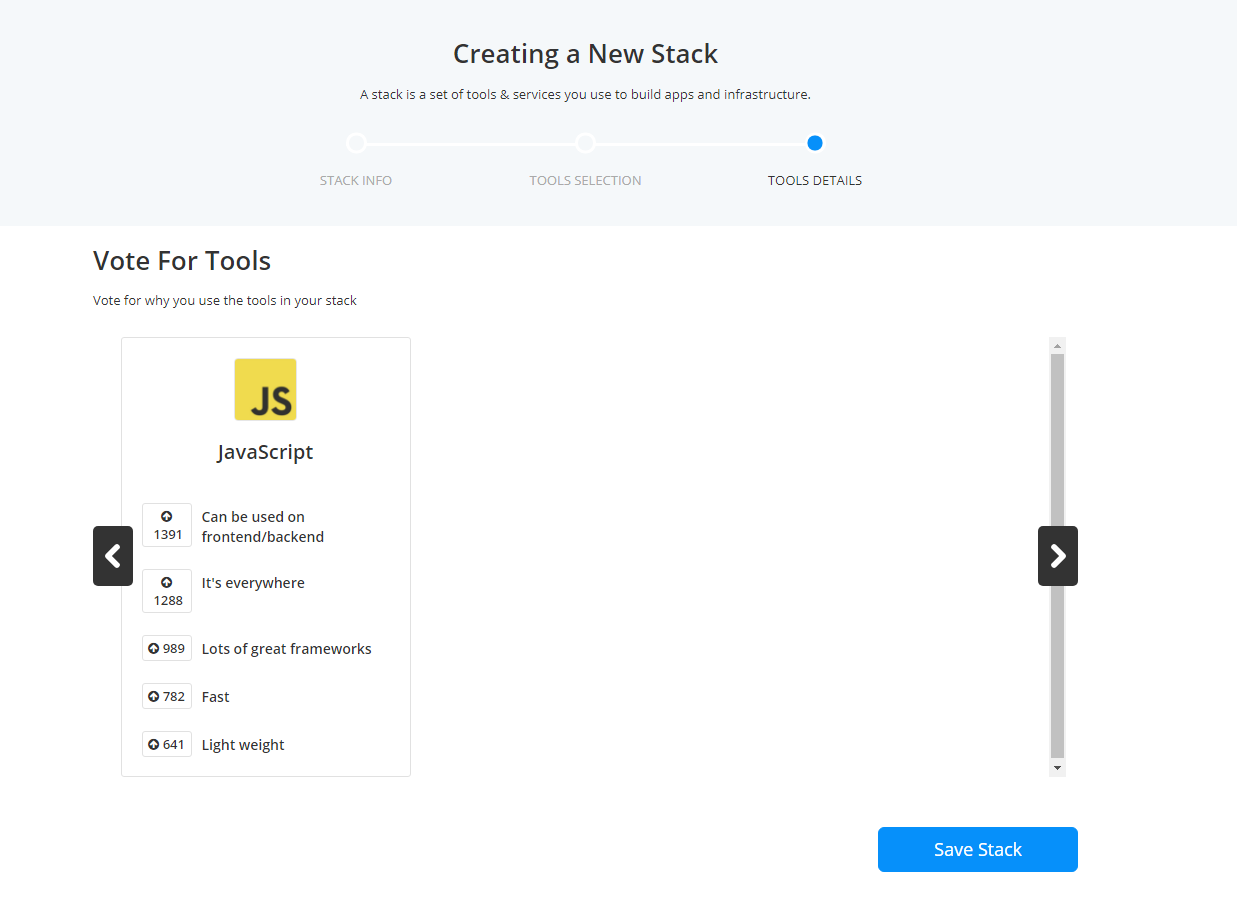 Creating a New Stack
A stack is a set of tools & services you use to build apps and infrastructure.
STACK INFO
TOOLS SELECTION
TOOLS DETAILS
Vote For Tools
Vote for why you use the tools in your stack
JS
JavaScript
1391
Can be used on
frontend/backend
1288
It's everywhere
989 Lots of great frameworks
782 Fast
641 Light weight
Save Stack